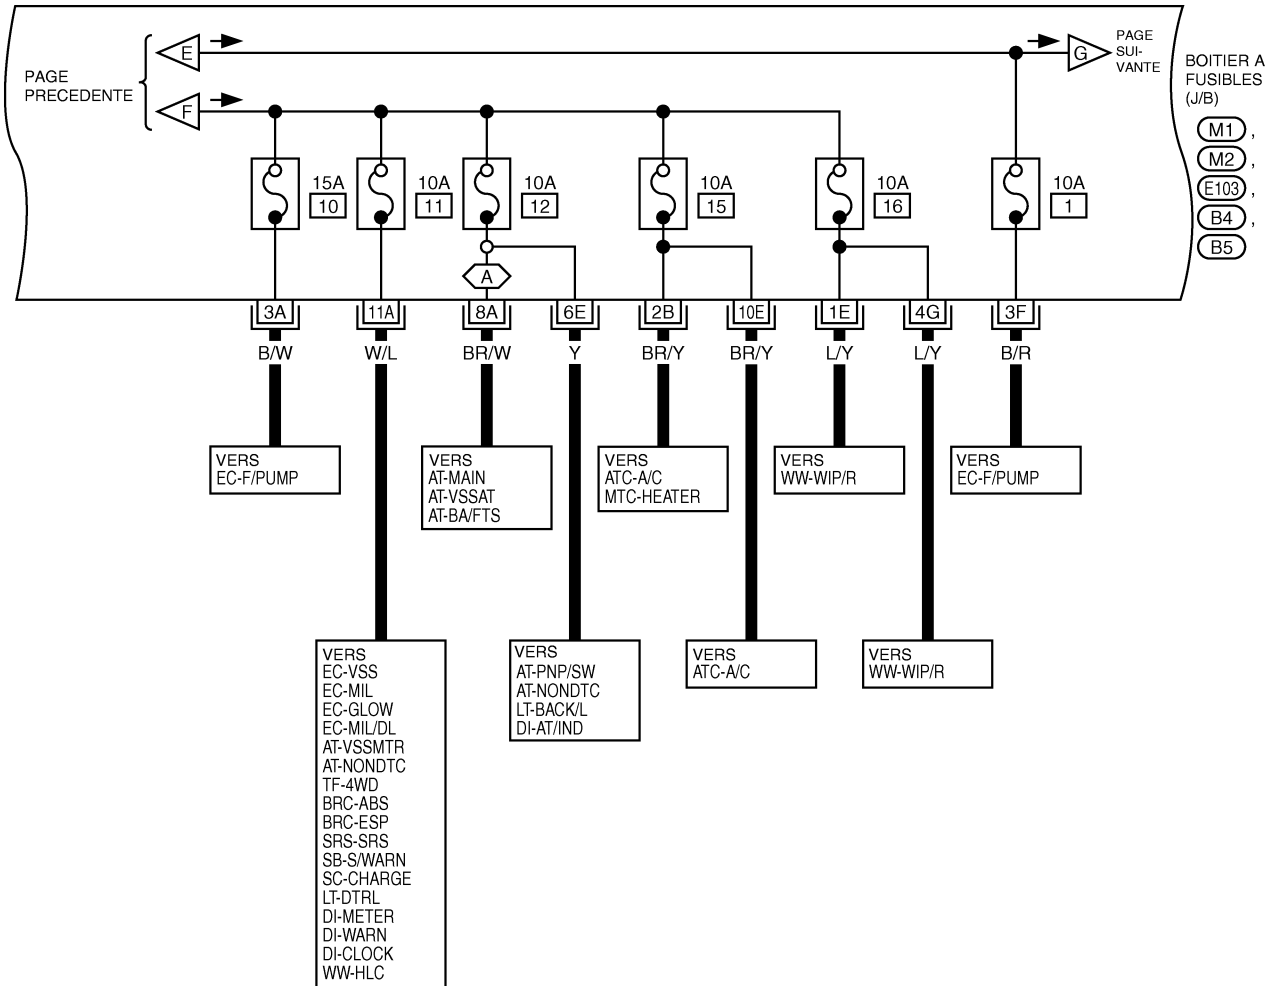 PAGE
PRECEDENTE
E
F
G
PAGE
SUI-
VANTE
BOITIER A
FUSIBLES
(J/B)
M1 ,
M2 ,
E103 ,
B4 ,
B5
15A
10
10A
11
10A
12
10A
15
10A
16
10A
1
A
3A
11A
8A
6E
2B
10E
1E
4G
3F
B/W
W/L
BR/W
Y
BR/Y
BR/Y
L/Y
L/Y
B/R
VERS
EC-F/PUMP
VERS
AT-MAIN
AT-VSSAT
AT-BA/FTS
VERS
ATC-A/C
MTC-HEATER
VERS
WW-WIP/R
VERS
EC-F/PUMP
VERS
EC-VSS
EC-MIL
EC-GLOW
EC-MIL/DL
AT-VSSMTR
AT-NONDTC
TF-4WD
BRC-ABS
BRC-ESP
SRS-SRS
SB-S/WARN
SC-CHARGE
LT-DTRL
DI-METER
DI-WARN
DI-CLOCK
WW-HLC
VERS
AT-PNP/SW
AT-NONDTC
LT-BACK/L
DI-AT/IND
VERS
ATC-A/C
VERS
WW-WIP/R